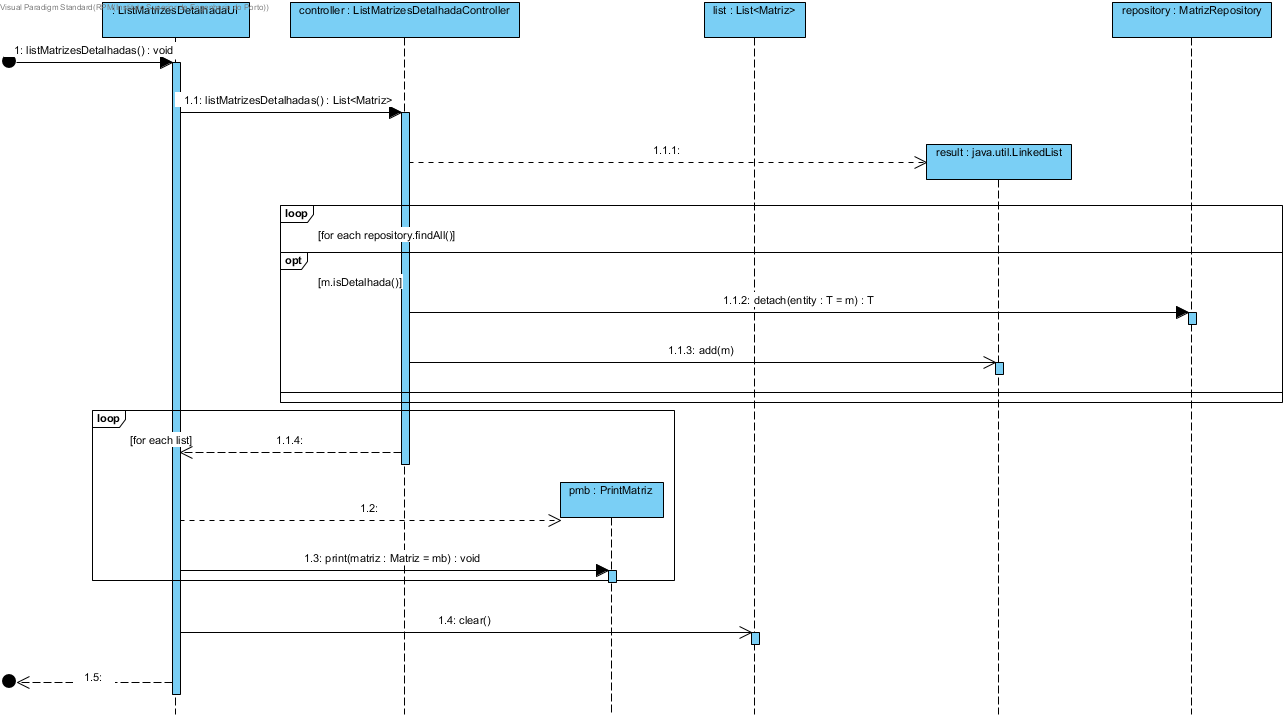 Visual Paradigm Standard(RPM(
do Porto))
: ListMatrizesDetalhadaUI
controller : ListMatrizesDetalhadaController
list : List<Matriz>
repository : MatrizRepository
1: listMatrizesDetalhadas() : void
1.1: listMatrizesDetalhadas() : List<Matriz>
1.1.1:
result : java.util.LinkedList
loop
[for each repository.findAll()]
opt
[m.isDetalhada()]
1.1.2: detach(entity : T = m) : T
1.1.3: add(m)
loop
[for each list]
1.1.4:
pmb : PrintMatriz
1.2:
1.3: print(matriz : Matriz = mb) : void
1.4: clear()
1.5: